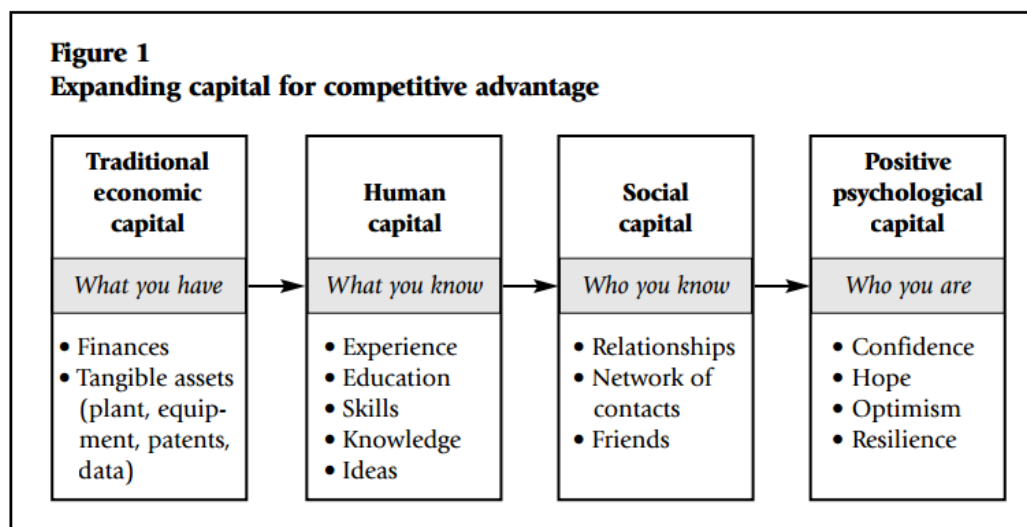 Figure 1
Expanding capital for competitive advantage
Traditional
economic
capital
What you have
• Finances
• Tangible assets
(plant, equip-
ment, patents,
data)
Human
capital
What you know
• Experience
• Education
• Skills
• Knowledge
• Ideas
Social
capital
Who you know
• Relationships
• Network of
contacts
• Friends
Positive
psychological
capital
Who you are
• Confidence
• Hope
• Optimism
• Resilience